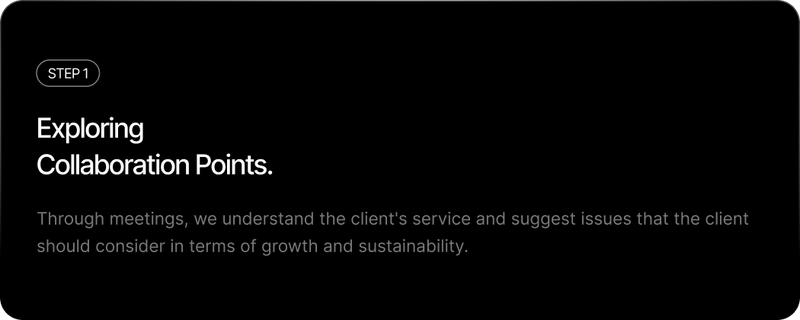 STEP 1
Exploring
Collaboration Points.
Through meetings, we understand the client's service and suggest issues that the client
should consider in terms of growth and sustainability.